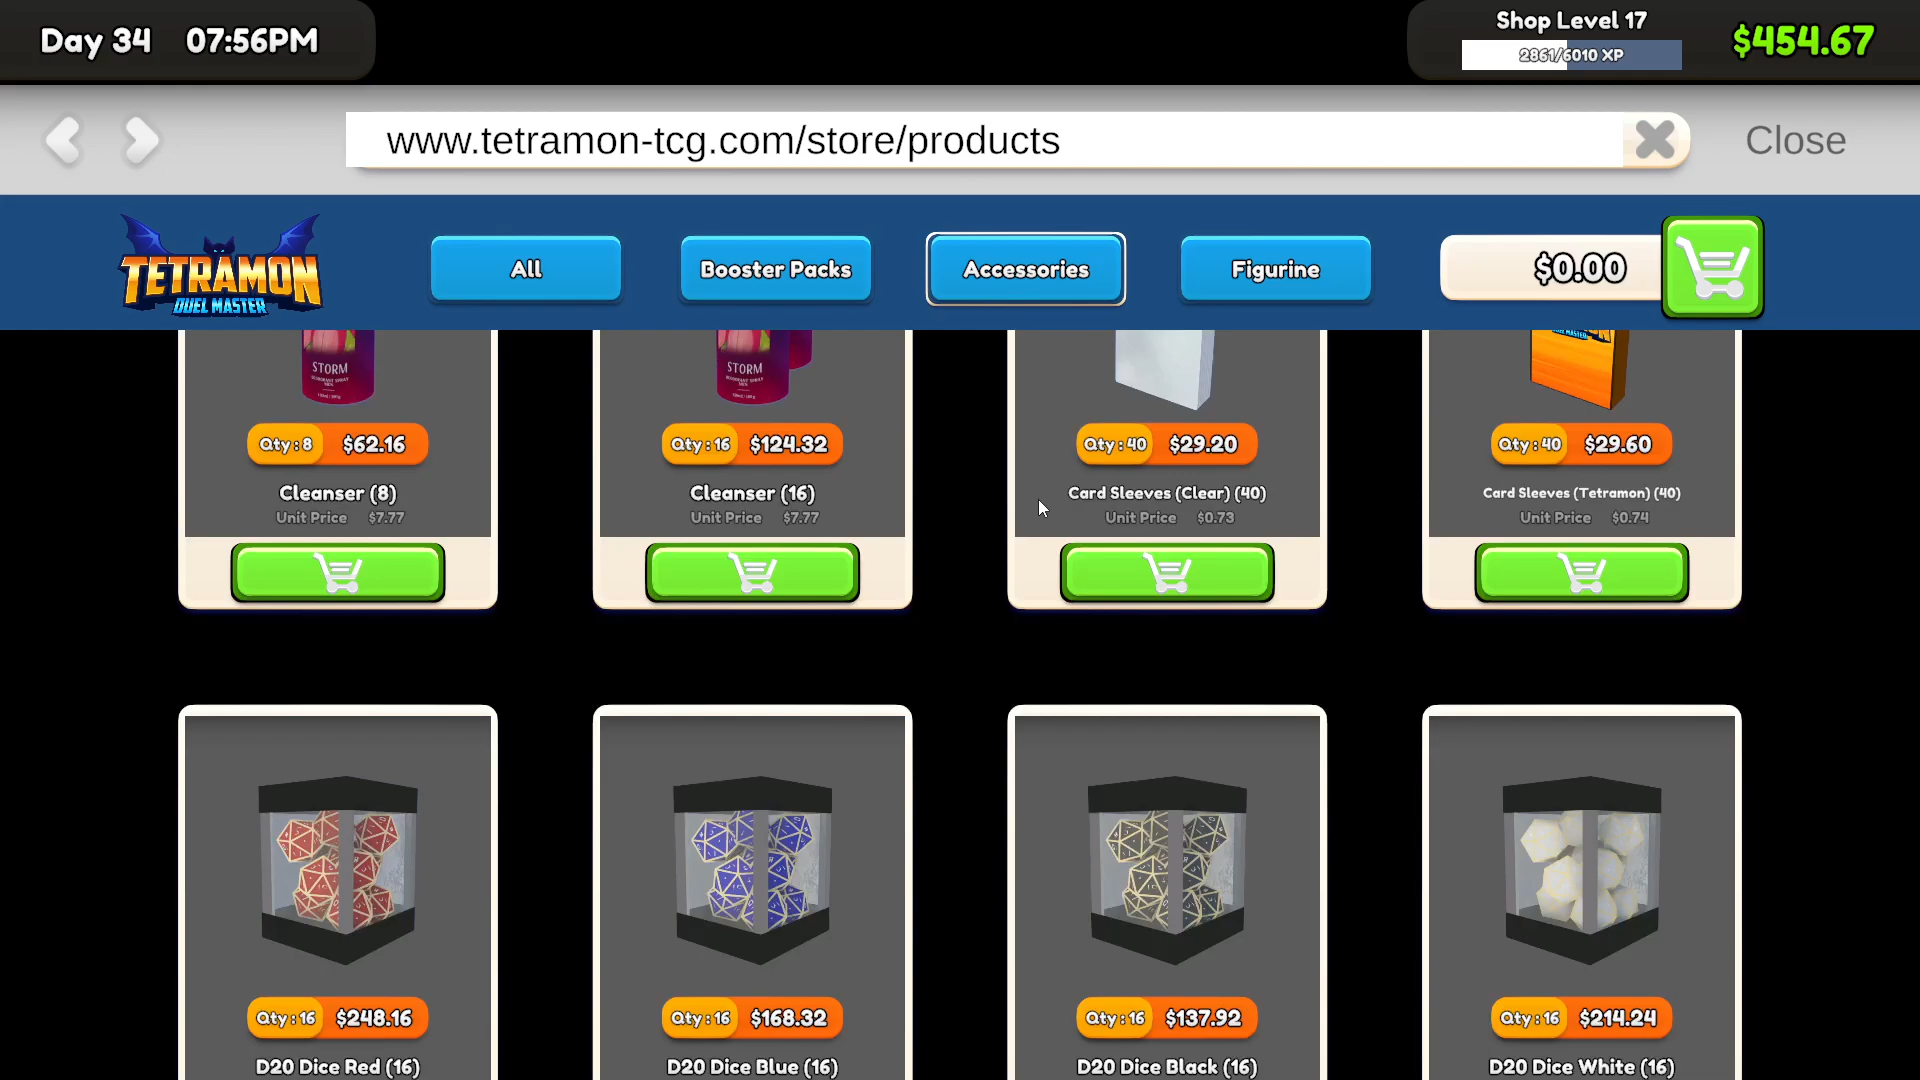 Day 34 07:56PM
Shop Level 17
2861/6010 XP
$454.67
www.tetramon-tcg.com/store/products
Close
TETRAMON
DUEL MASTER
All
Booster Packs
Accessories
Figurine
$0.00
STORM
STORM
Qty : 8 $62.16
Qty : 16 $124.32
Qty : 40 $29.20
Qty : 40 $29.60
Cleanser (8)
Cleanser (16)
Card Sleeves (Clear) (40)
Card Sleeves (Tetramon) (40)
Unit Price $7.77
Unit Price $7.77
Unit Price $0.73
Unit Price $0.74
Qty : 16 $248.16
Qty : 16 $168.32
Qty : 16 $137.92
Qty : 16 $214.24
D20 Dice Red (16)
D20 Dice Blue (16)
D20 Dice Black (16)
D20 Dice White (16)